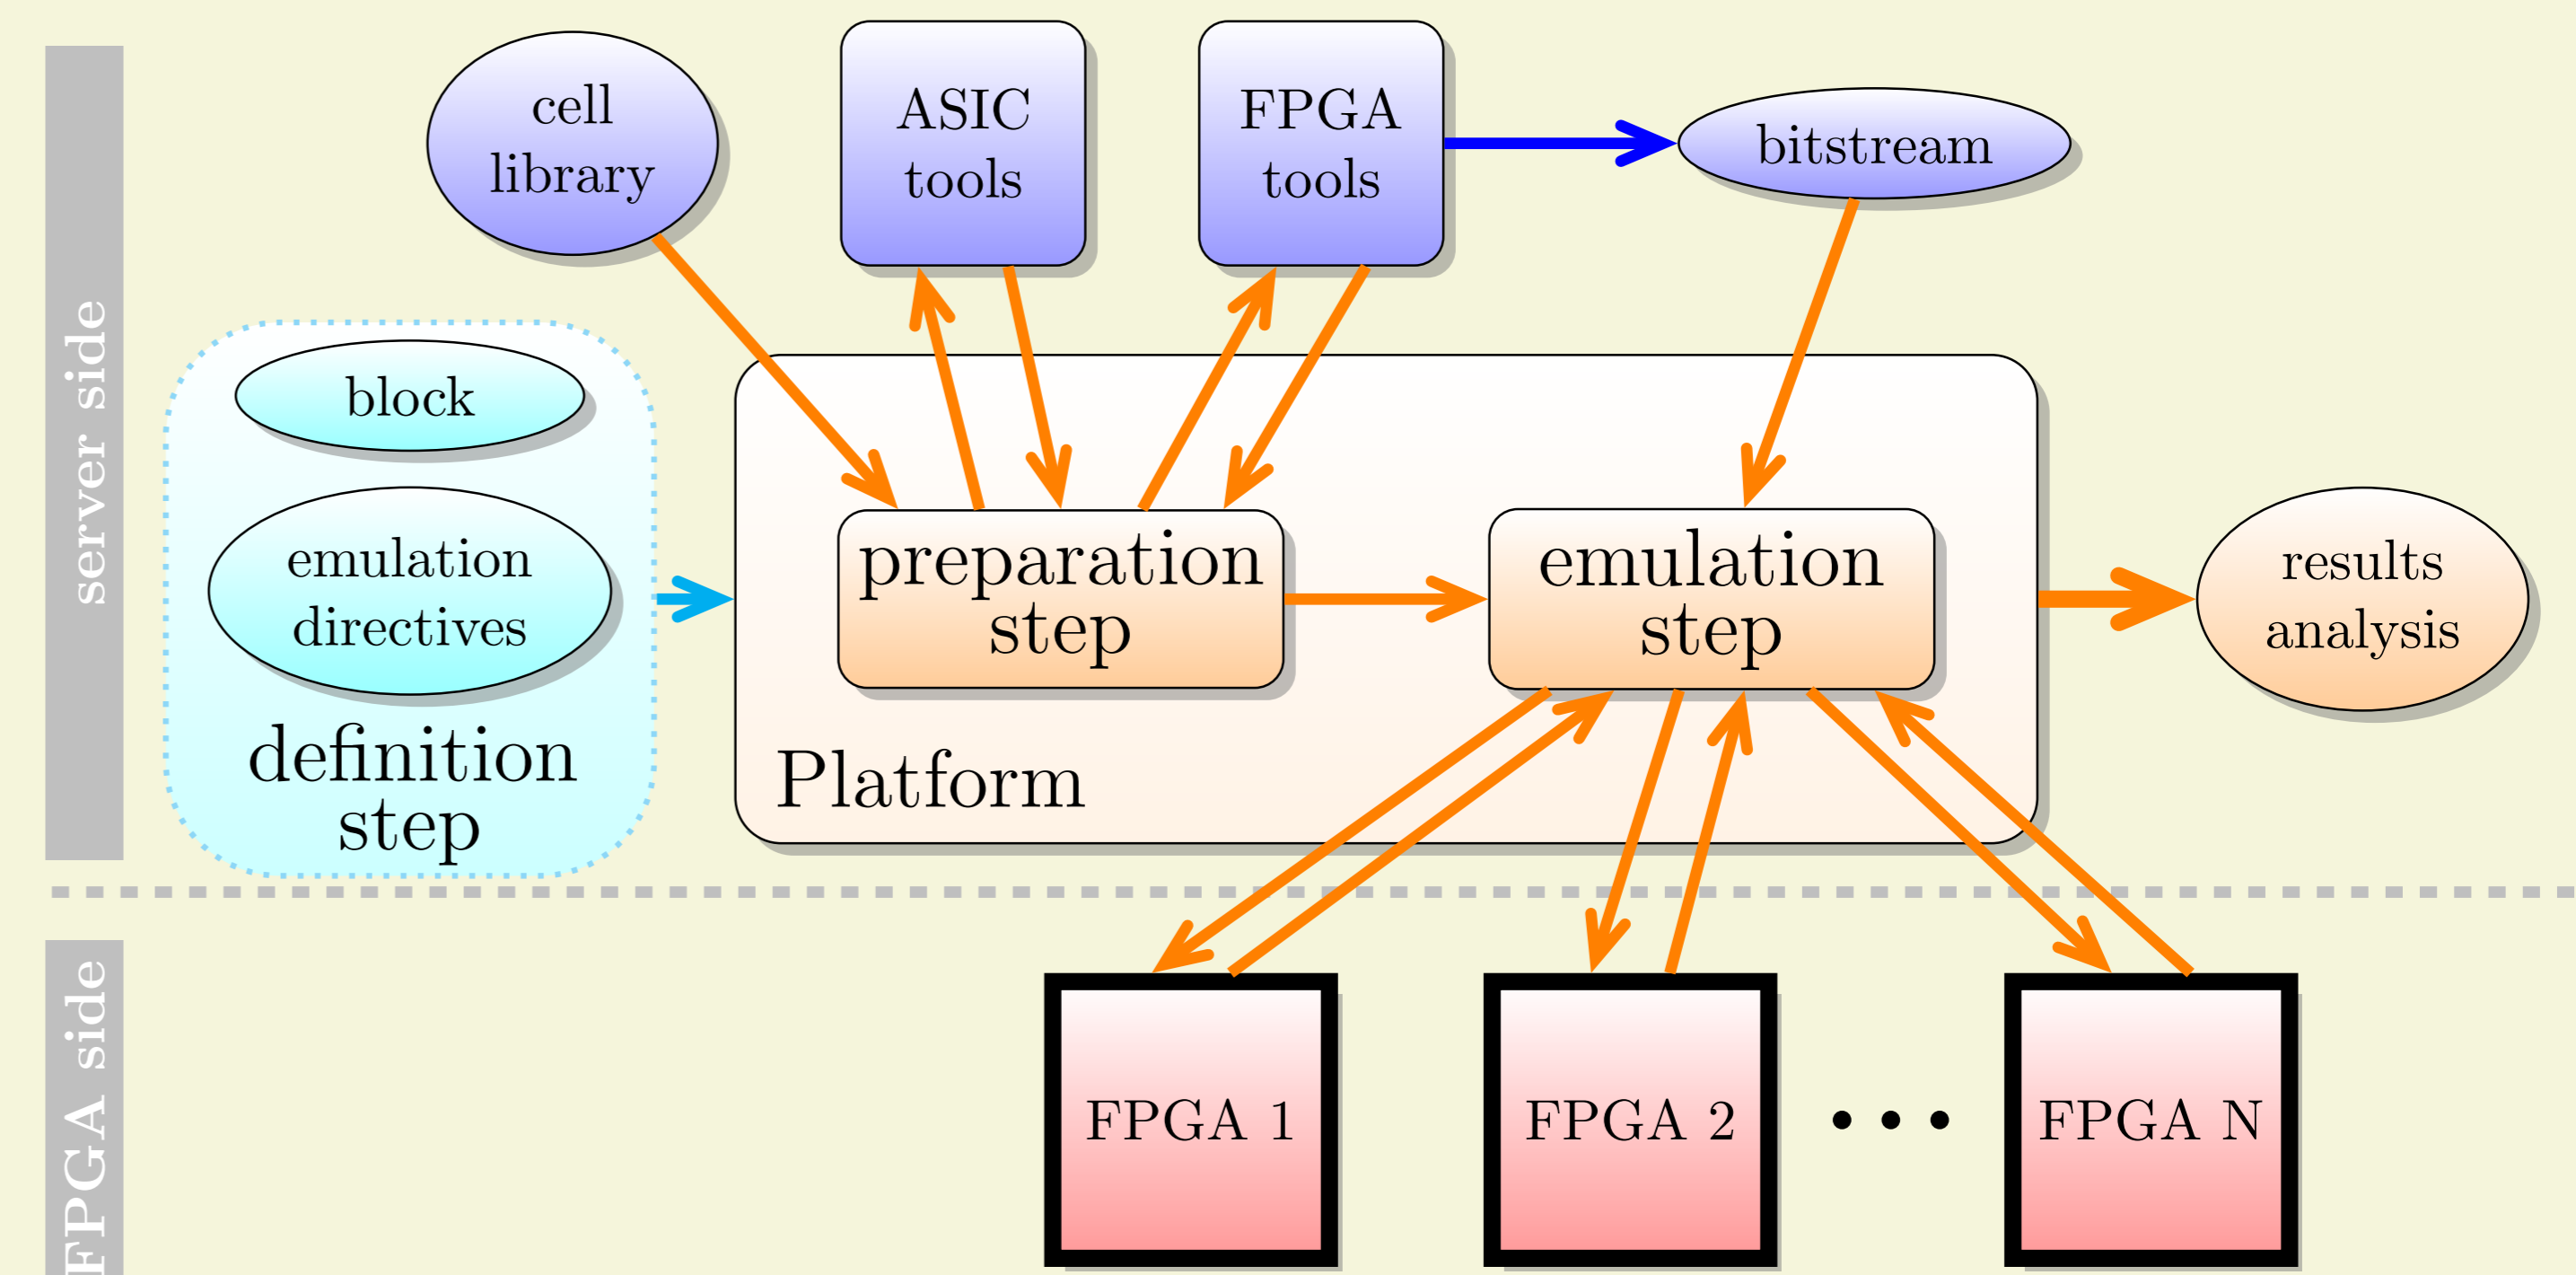 server side
cell
library
ASIC
tools
FPGA
tools
bitstream
block
emulation
directives
definition
step
preparation
step
emulation
step
Platform
results
analysis
FPGA side
FPGA 1
FPGA 2
• • •
FPGA N